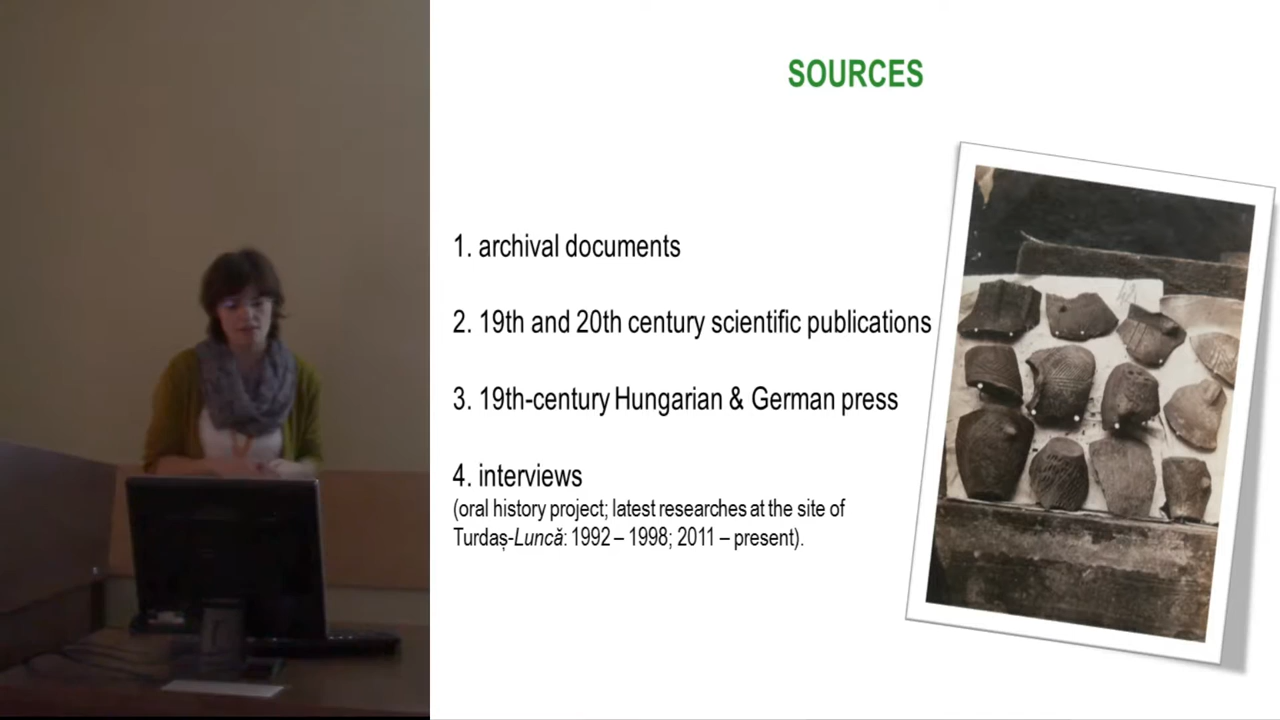 SOURCES
1. archival documents
2. 19th and 20th century scientific publications
3. 19th-century Hungarian & German press
4. interviews
(oral history project; latest researches at the site of
Turdaș-Luncă: 1992 – 1998; 2011 – present).